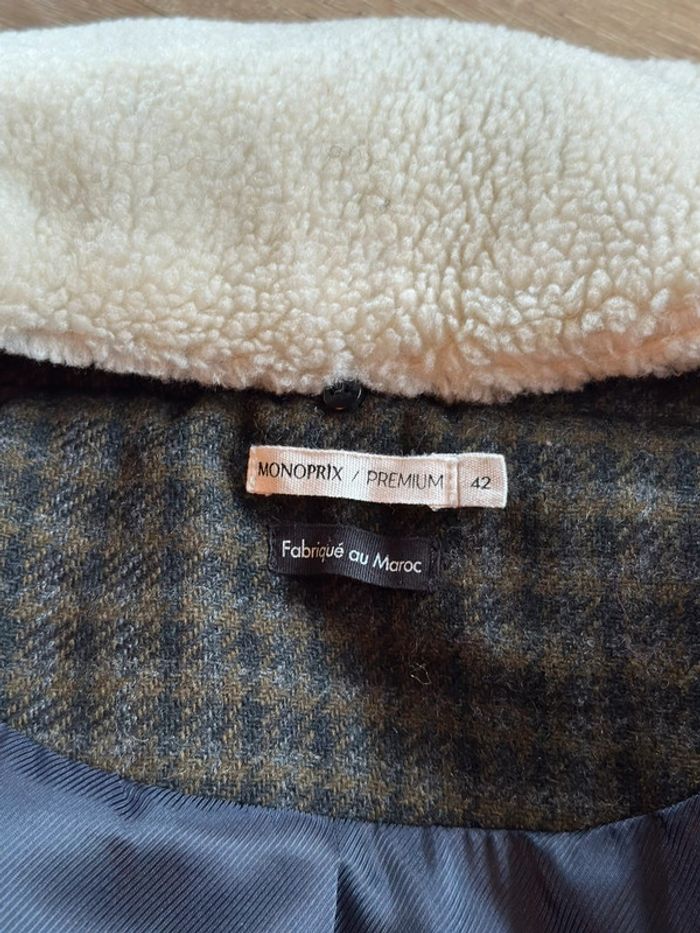 MONOPRIX / PREMIUM 42
Fabriqué au Maroc